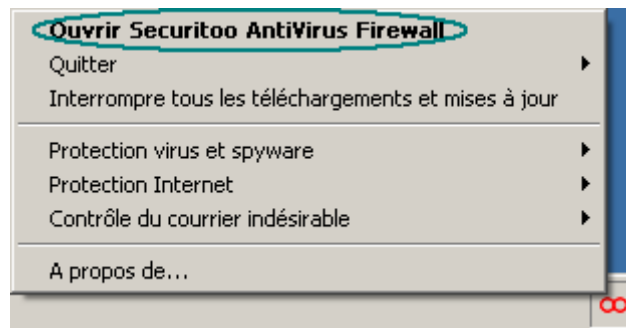 Ouvrir Securitoo AntiVirus Firewall
Quitter
Interrompre tous les téléchargements et mises à jour
Protection virus et spyware
Protection Internet
Contrôle du courrier indésirable
A propos de...